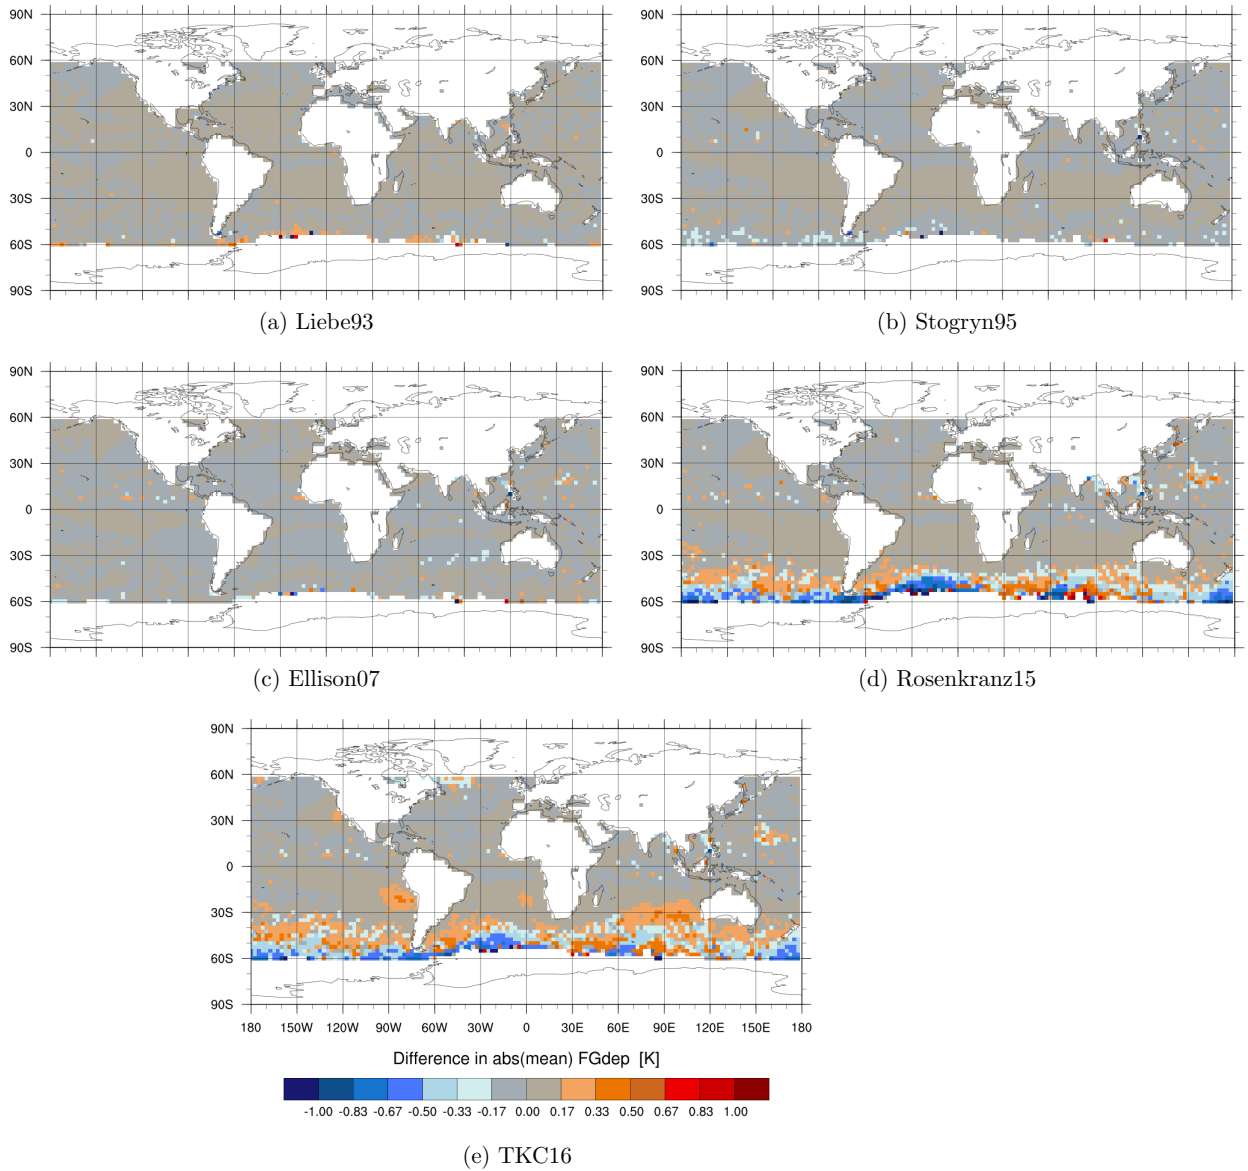 90N 90N
60N 60N
30N 30N
0 0
30S 30S
60S 60S
90S 90S
(a) Liebe93 (b) Stogryn95
90N 90N
60N 60N
30N 30N
0 0
30S 30S
60S 60S
90S 90S
(c) Ellison07 (d) Rosenkranz15
90N
60N
30N
0
30S
60S
90S
180 150W 120W 90W 60W 30W 0 30E 60E 90E 120E 150E 180
Difference in abs(mean) FGdep [K]
-1.00 -0.83 -0.67 -0.50 -0.33 -0.17 0.00 0.17 0.33 0.50 0.67 0.83 1.00
(e) TKC16